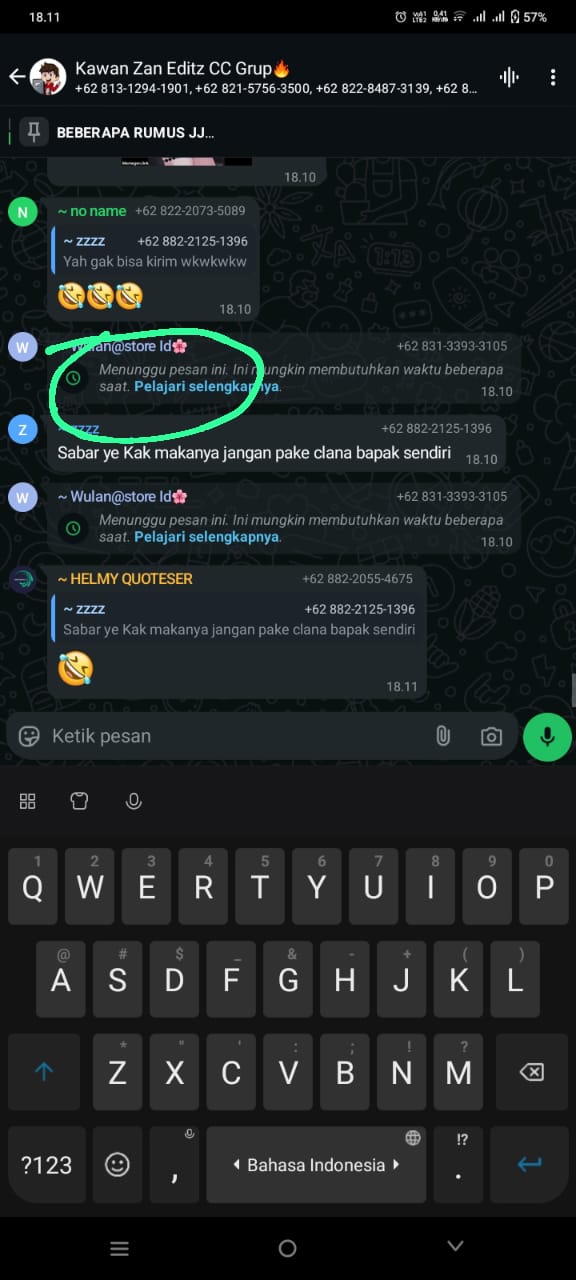 18.11
Vo1) LTE2 0,41 KB/s 57%
Kawan Zan Editz CC Grup🔥
+62 813-1294-1901, +62 821-5756-3500, +62 822-8487-3139, +62 8...
BEBERAPA RUMUS JJ...
18.10
N ~ no name +62 822-2073-5089
~ zzzz +62 882-2125-1396
Yah gak bisa kirim wkwkwkw
🤣🤣🤣
18.10
W ~ Wulan@store Id🌸 +62 831-3393-3105
Menunggu pesan ini. Ini mungkin membutuhkan waktu beberapa
saat. Pelajari selengkapnya. 18.10
Z ~ zzzz +62 882-2125-1396
Sabar ye Kak makanya jangan pake clana bapak sendiri 18.10
W ~ Wulan@store Id🌸 +62 831-3393-3105
Menunggu pesan ini. Ini mungkin membutuhkan waktu beberapa
saat. Pelajari selengkapnya. 18.10
~ HELMY QUOTESER +62 882-2055-4675
~ zzzz +62 882-2125-1396
Sabar ye Kak makanya jangan pake clana bapak sendiri
🤣
18.11
Ketik pesan
1 2 3 4 5 6 7 8 9 0
Q W E R T Y U I O P
@ # $ _ & - + ( )
A S D F G H J K L
* " ' : ; ! ?
Z X C V B N M
?123 , Bahasa Indonesia !? .